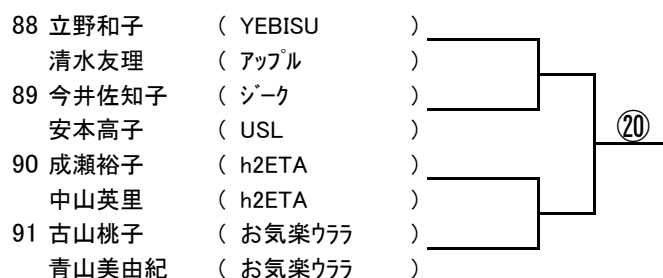 88 立野和子 ( YEBISU )
清水友理 ( ｱｯﾌﾟﾙ )
89 今井佐知子 ( ｼﾞｰｸ )
安本高子 ( USL )
⑳
90 成瀬裕子 ( h2ETA )
中山英里 ( h2ETA )
91 古山桃子 ( お気楽ｳﾗﾗ )
青山美由紀 ( お気楽ｳﾗﾗ )